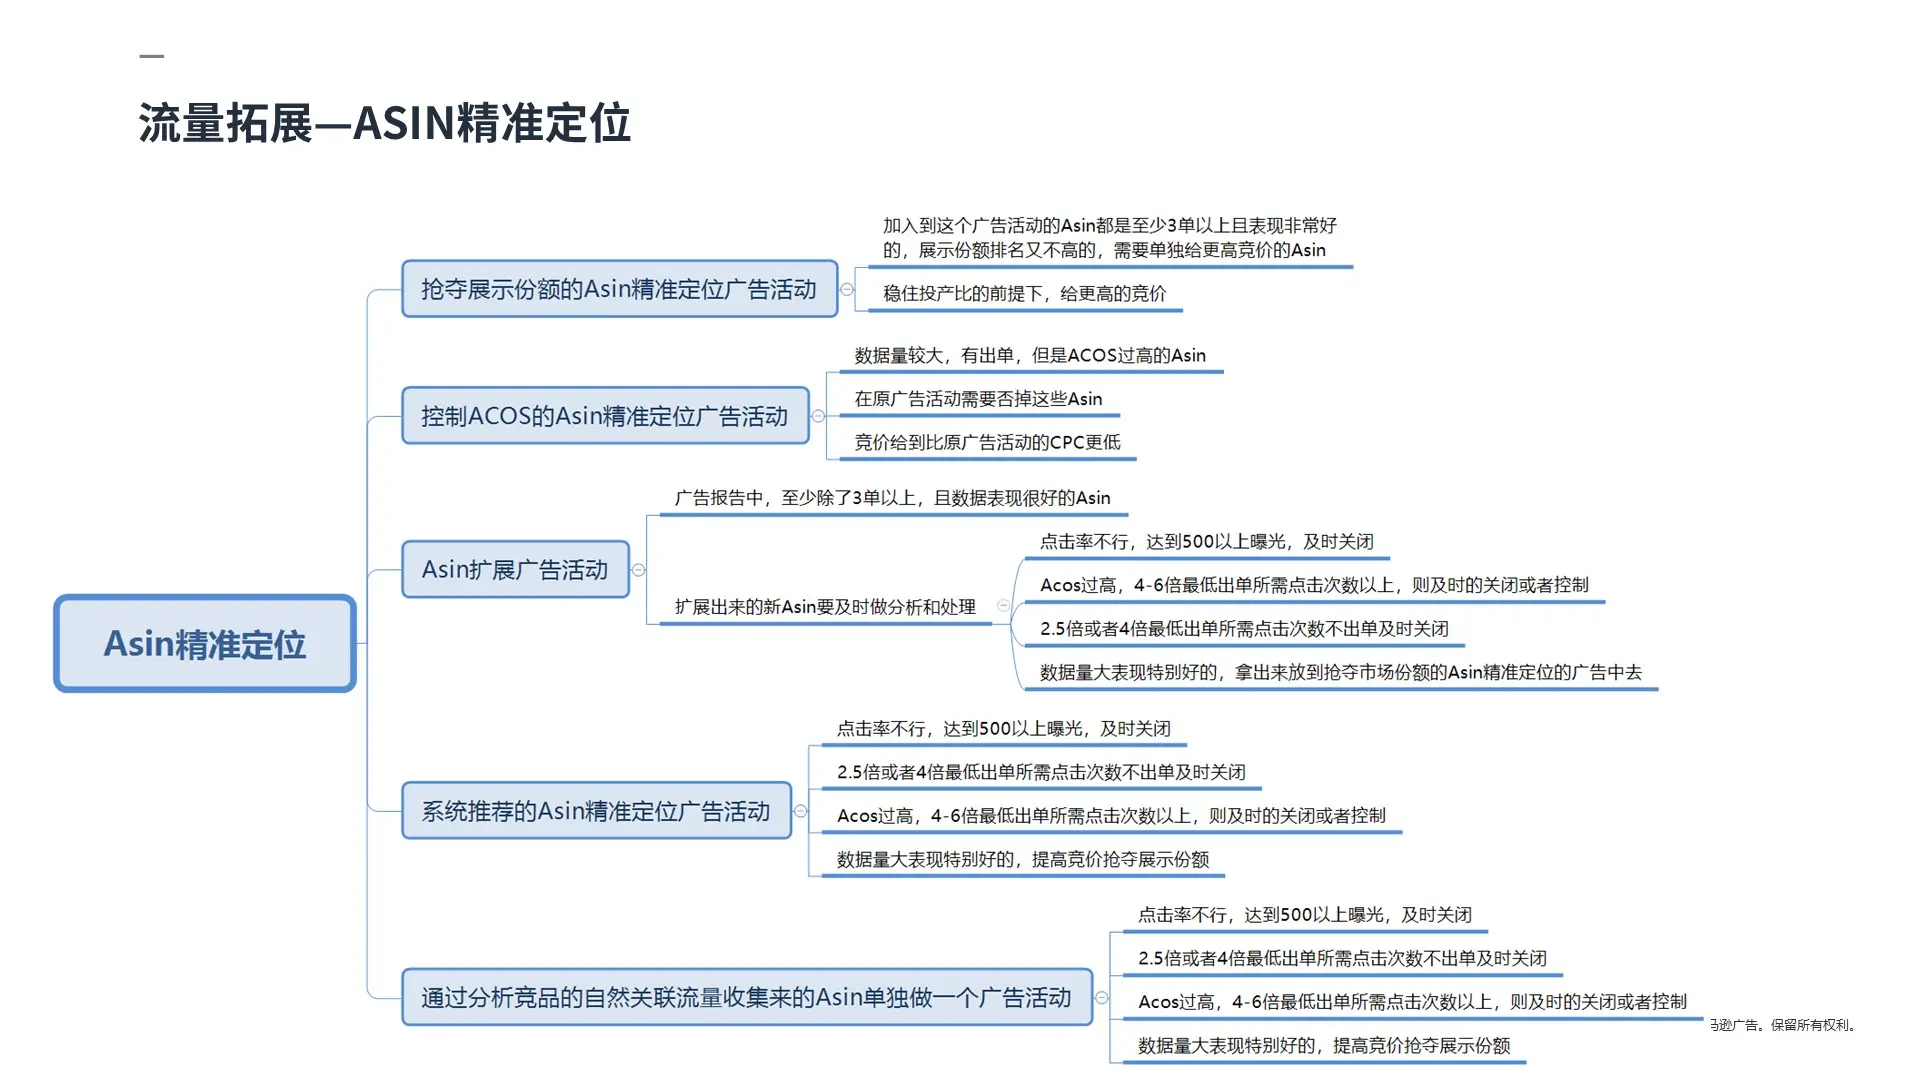 流量拓展—ASIN精准定位
Asin精准定位
抢夺展示份额的Asin精准定位广告活动
加入到这个广告活动的Asin都是至少3单以上且表现非常好
的，展示份额排名又不高的，需要单独给更高竞价的Asin
稳住投产比的前提下，给更高的竞价
控制ACOS的Asin精准定位广告活动
数据量较大，有出单，但是ACOS过高的Asin
在原广告活动需要否掉这些Asin
竞价给到比原广告活动的CPC更低
Asin扩展广告活动
广告报告中，至少除了3单以上，且数据表现很好的Asin
扩展出来的新Asin要及时做分析和处理
点击率不行，达到500以上曝光，及时关闭
Acos过高，4-6倍最低出单所需点击次数以上，则及时的关闭或者控制
2.5倍或者4倍最低出单所需点击次数不出单及时关闭
数据量大表现特别好的，拿出来放到抢夺市场份额的Asin精准定位的广告中去
系统推荐的Asin精准定位广告活动
点击率不行，达到500以上曝光，及时关闭
2.5倍或者4倍最低出单所需点击次数不出单及时关闭
Acos过高，4-6倍最低出单所需点击次数以上，则及时的关闭或者控制
数据量大表现特别好的，提高竞价抢夺展示份额
通过分析竞品的自然关联流量收集来的Asin单独做一个广告活动
点击率不行，达到500以上曝光，及时关闭
2.5倍或者4倍最低出单所需点击次数不出单及时关闭
Acos过高，4-6倍最低出单所需点击次数以上，则及时的关闭或者控制
数据量大表现特别好的，提高竞价抢夺展示份额
马逊广告。保留所有权利。